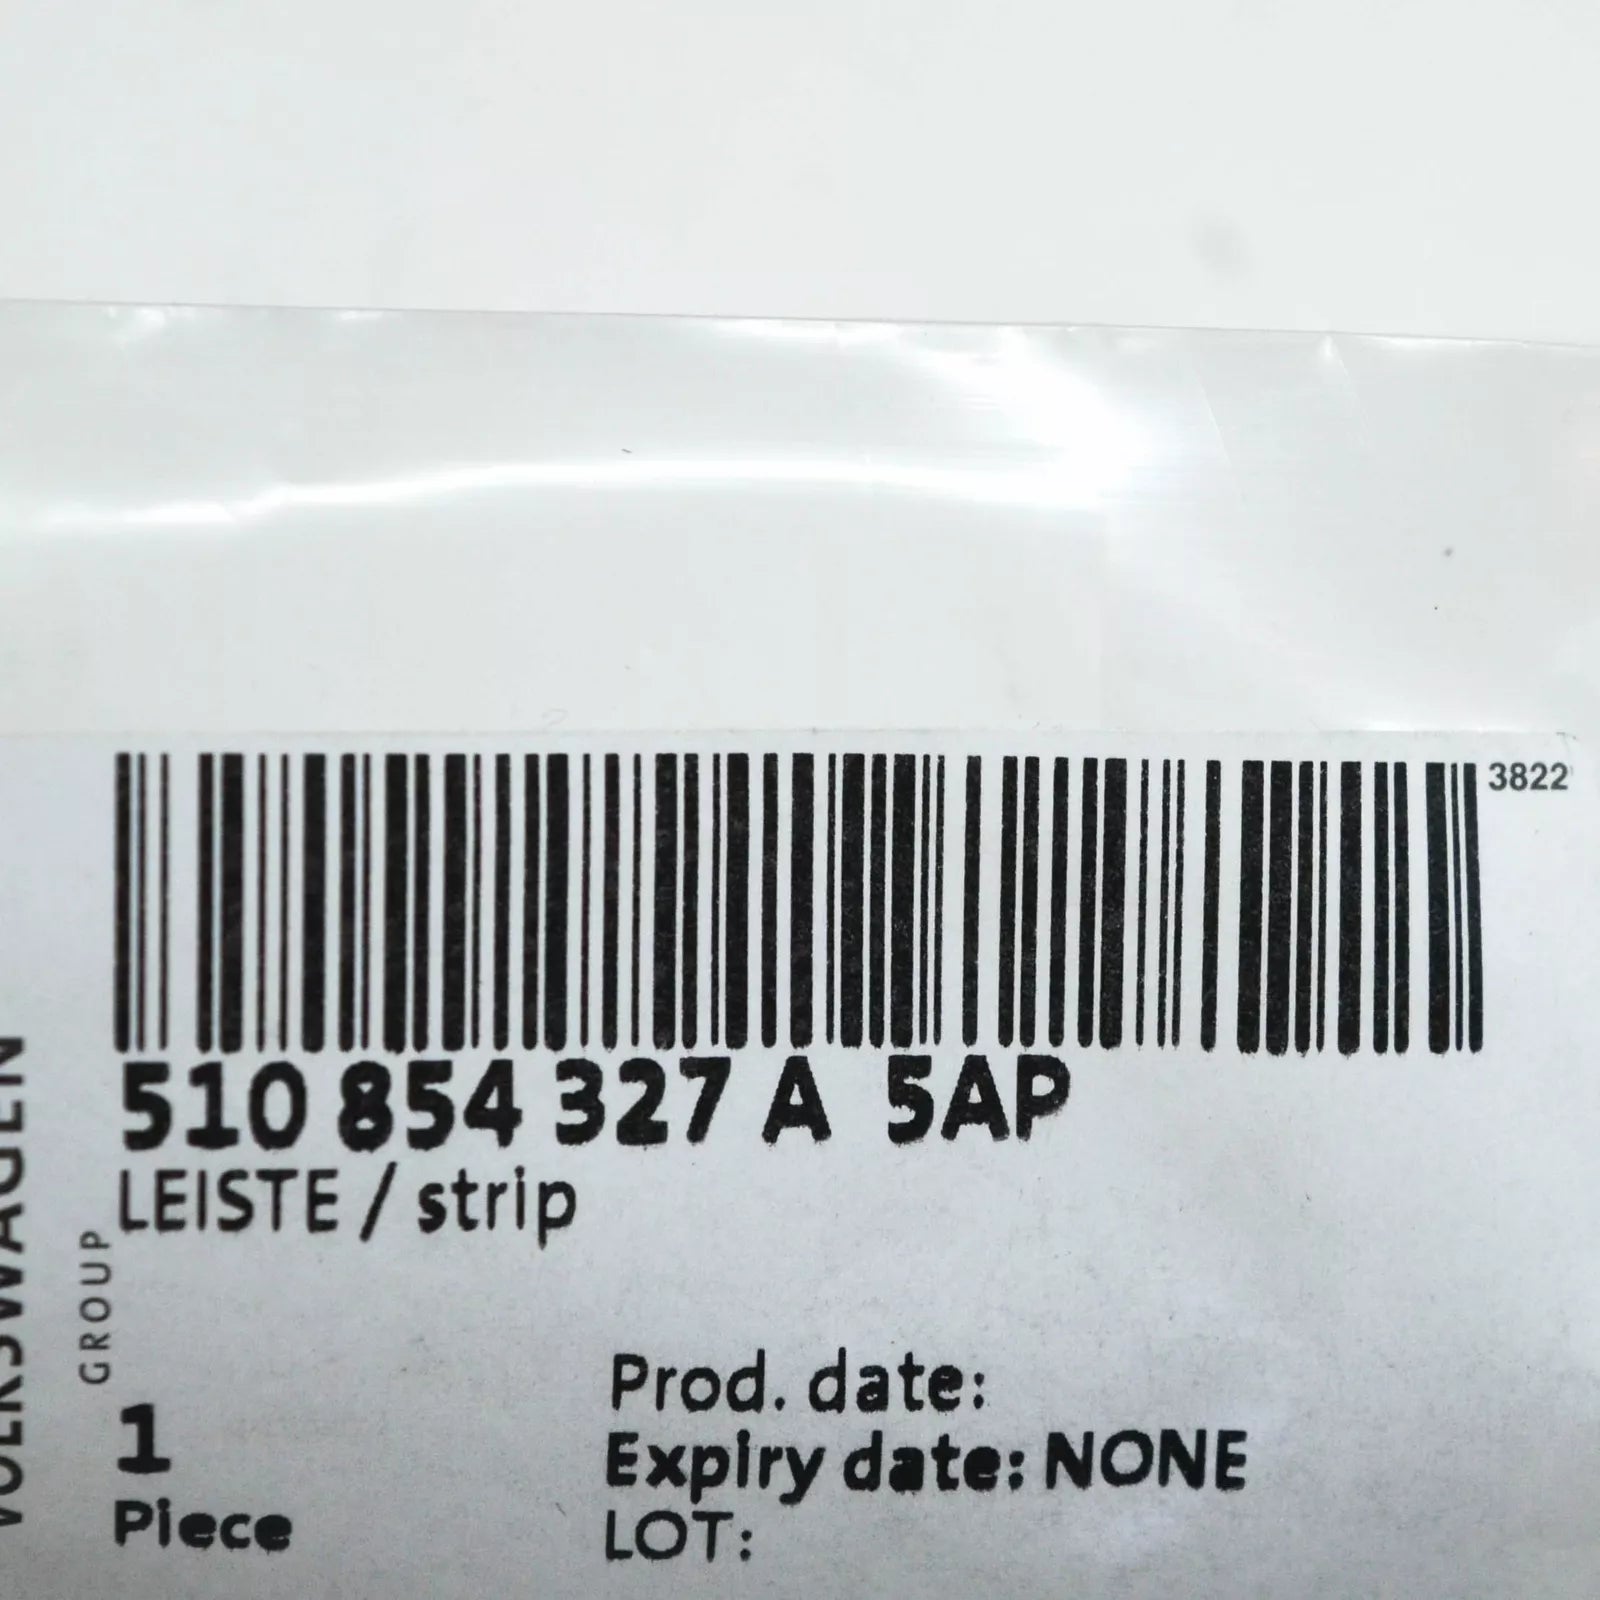 3822
510 854 327 A 5AP
LEISTE / strip
VOLKSWAGEN
GROUP
1
Piece
Prod. date:
Expiry date: NONE
LOT: